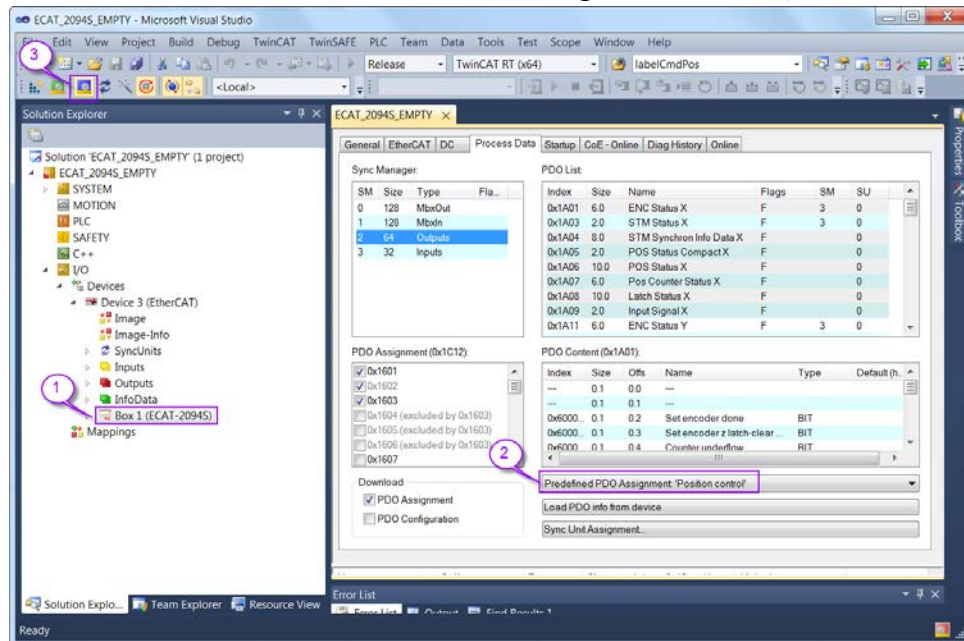 ECAT_2094S_EMPTY - Microsoft Visual Studio
File Edit View Project Build Debug TwinCAT TwinSAFE PLC Team Data Tools Test Scope Window Help
3
Release TwinCAT RT (x64) labelCmdPos
<Local>
Solution Explorer
Solution 'ECAT_2094S_EMPTY' (1 project)
ECAT_2094S_EMPTY
SYSTEM
MOTION
PLC
SAFETY
C++
I/O
Devices
Device 3 (EtherCAT)
Image
Image-Info
SyncUnits
Inputs
Outputs
InfoData
1
Box 1 (ECAT-2094S)
Mappings
Solution Explo... Team Explorer Resource View
ECAT_2094S_EMPTY
General EtherCAT DC Process Data Startup CoE - Online Diag History Online
Sync Manager:
SM Size Type Fla...
0 128 MbxOut
1 128 MbxIn
2 64 Outputs
3 32 Inputs
PDO List:
Index Size Name Flags SM SU
0x1A01 6.0 ENC Status X F 3 0
0x1A03 2.0 STM Status X F 3 0
0x1A04 8.0 STM Synchron Info Data X F 0
0x1A05 2.0 POS Status Compact X F 0
0x1A06 10.0 POS Status X F 0
0x1A07 6.0 Pos Counter Status X F 0
0x1A08 10.0 Latch Status X F 0
0x1A09 2.0 Input Signal X F 0
0x1A11 6.0 ENC Status Y F 3 0
PDO Assignment (0x1C12):
0x1601
0x1602
0x1603
0x1604 (excluded by 0x1603)
0x1605 (excluded by 0x1603)
0x1606 (excluded by 0x1603)
0x1607
PDO Content (0x1A01):
Index Size Offs Name Type Default (h...
--- 0.1 0.0 ---
--- 0.1 0.1 ---
0x6000... 0.1 0.2 Set encoder done BIT
0x6000... 0.1 0.3 Set encoder z latch-clear ... BIT
0x6000... 0.1 0.4 Counter underflow BIT
2
Download
PDO Assignment
PDO Configuration
Predefined PDO Assignment: 'Position control'
Load PDO info from device
Sync Unit Assignment...
Error List
Error List Output Find Results 1
Ready
Properties
Toolbox